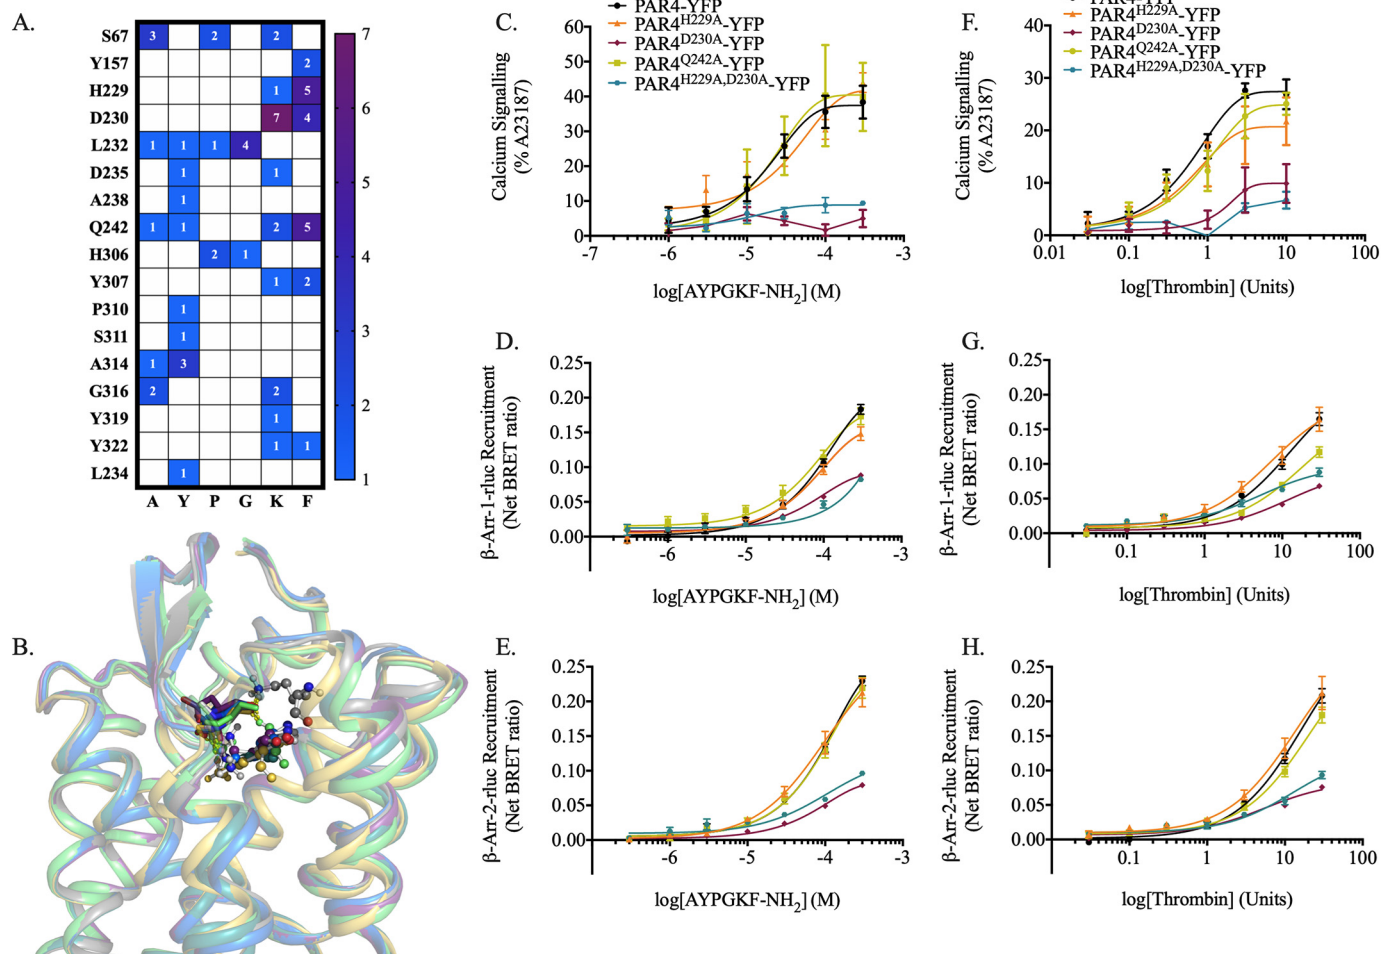 A.
S67 3 2 2
Y157 2
H229 1 5
D230 7 4
L232 1 1 1 4
D235 1 1
A238 1
Q242 1 1 2 5
H306 2 1
Y307 1 2
P310 1
S311 1
A314 1 3
G316 2 2
Y319 1
Y322 1 1
L234 1
A Y P G K F
7
6
5
4
3
2
1
B.
C.
PAR4-YFP
PAR4H229A-YFP
PAR4D230A-YFP
PAR4Q242A-YFP
PAR4H229A,D230A-YFP
Calcium Signalling
(% A23187)
60
50
40
30
20
10
0
-7 -6 -5 -4 -3
log[AYPGKF-NH2] (M)
D.
β-Arr-1-rluc Recruitment
(Net BRET ratio)
0.25
0.20
0.15
0.10
0.05
0.00
-6 -5 -4 -3
log[AYPGKF-NH2] (M)
E.
β-Arr-2-rluc Recruitment
(Net BRET ratio)
0.25
0.20
0.15
0.10
0.05
0.00
-6 -5 -4 -3
log[AYPGKF-NH2] (M)
F.
PAR4-YFP
PAR4H229A-YFP
PAR4D230A-YFP
PAR4Q242A-YFP
PAR4H229A,D230A-YFP
Calcium Signalling
(% A23187)
40
30
20
10
0
0.01 0.1 1 10 100
log[Thrombin] (Units)
G.
β-Arr-1-rluc Recruitment
(Net BRET ratio)
0.25
0.20
0.15
0.10
0.05
0.00
0.1 1 10 100
log[Thrombin] (Units)
H.
β-Arr-2-rluc Recruitment
(Net BRET ratio)
0.25
0.20
0.15
0.10
0.05
0.00
0.1 1 10 100
log[Thrombin] (Units)